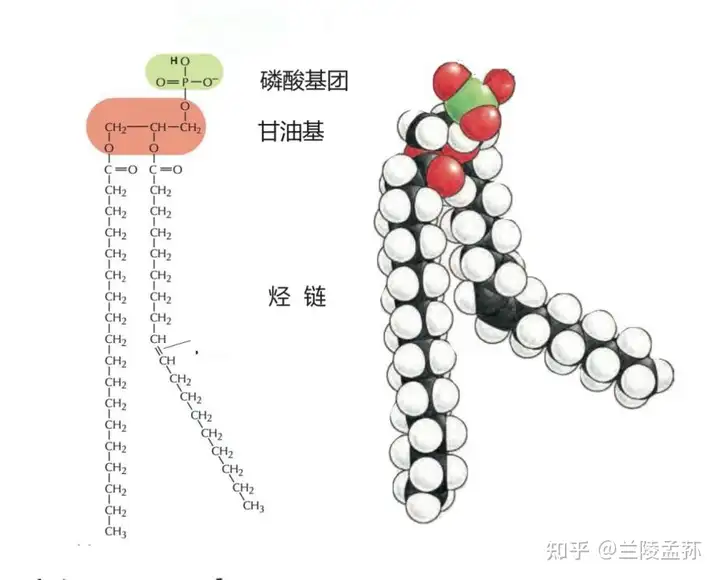 HO
O=P—O⁻
磷酸基团
O
CH₂—CH—CH₂
甘油基
O O
C=O C=O
CH₂ CH₂
CH₂ CH₂
CH₂ CH₂
CH₂ CH₂
CH₂ CH₂
CH₂ CH₂
烃 链
CH₂ CH₂
CH₂ CH
CH₂ CH
CH₂ CH₂
CH₂ CH₂
CH₂ CH₂
CH₂ CH₂
CH₂ CH₂
CH₂ CH₂
CH₂ CH₂
CH₃ CH₃
知乎 @兰陵孟菻